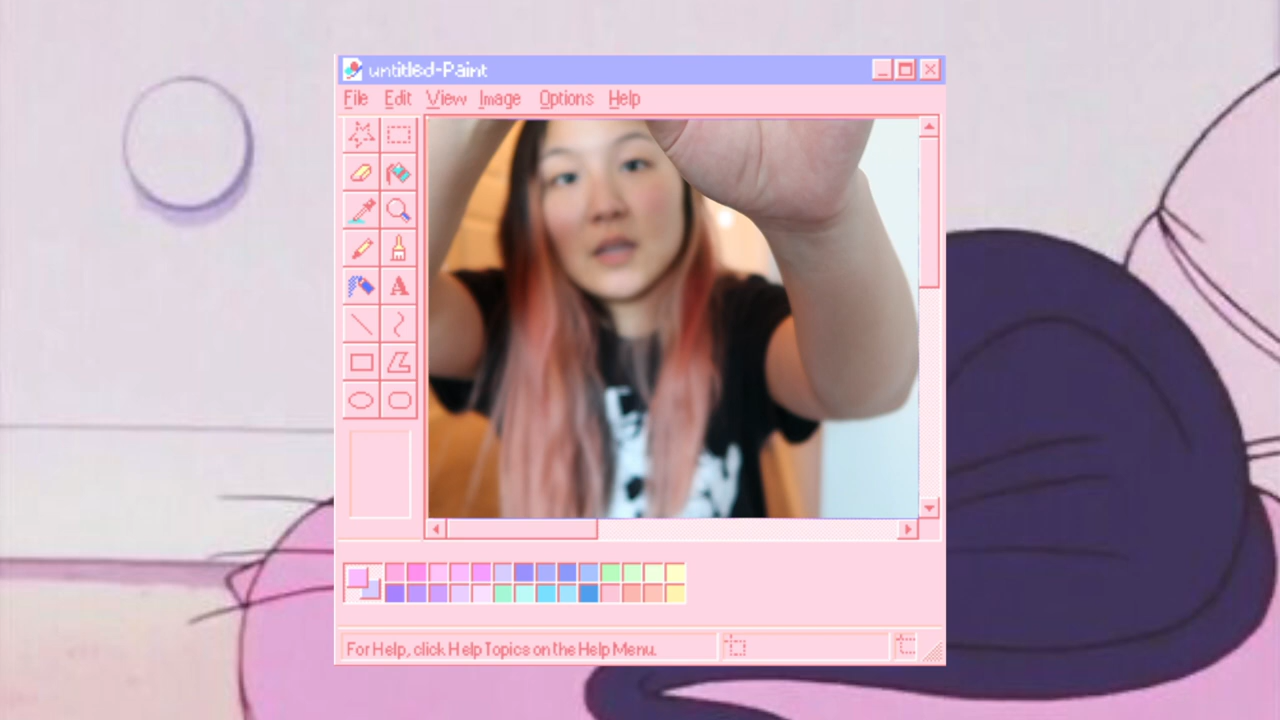 untitled-Paint
File Edit View Image Options Help
A
For Help, click Help Topics on the Help Menu.